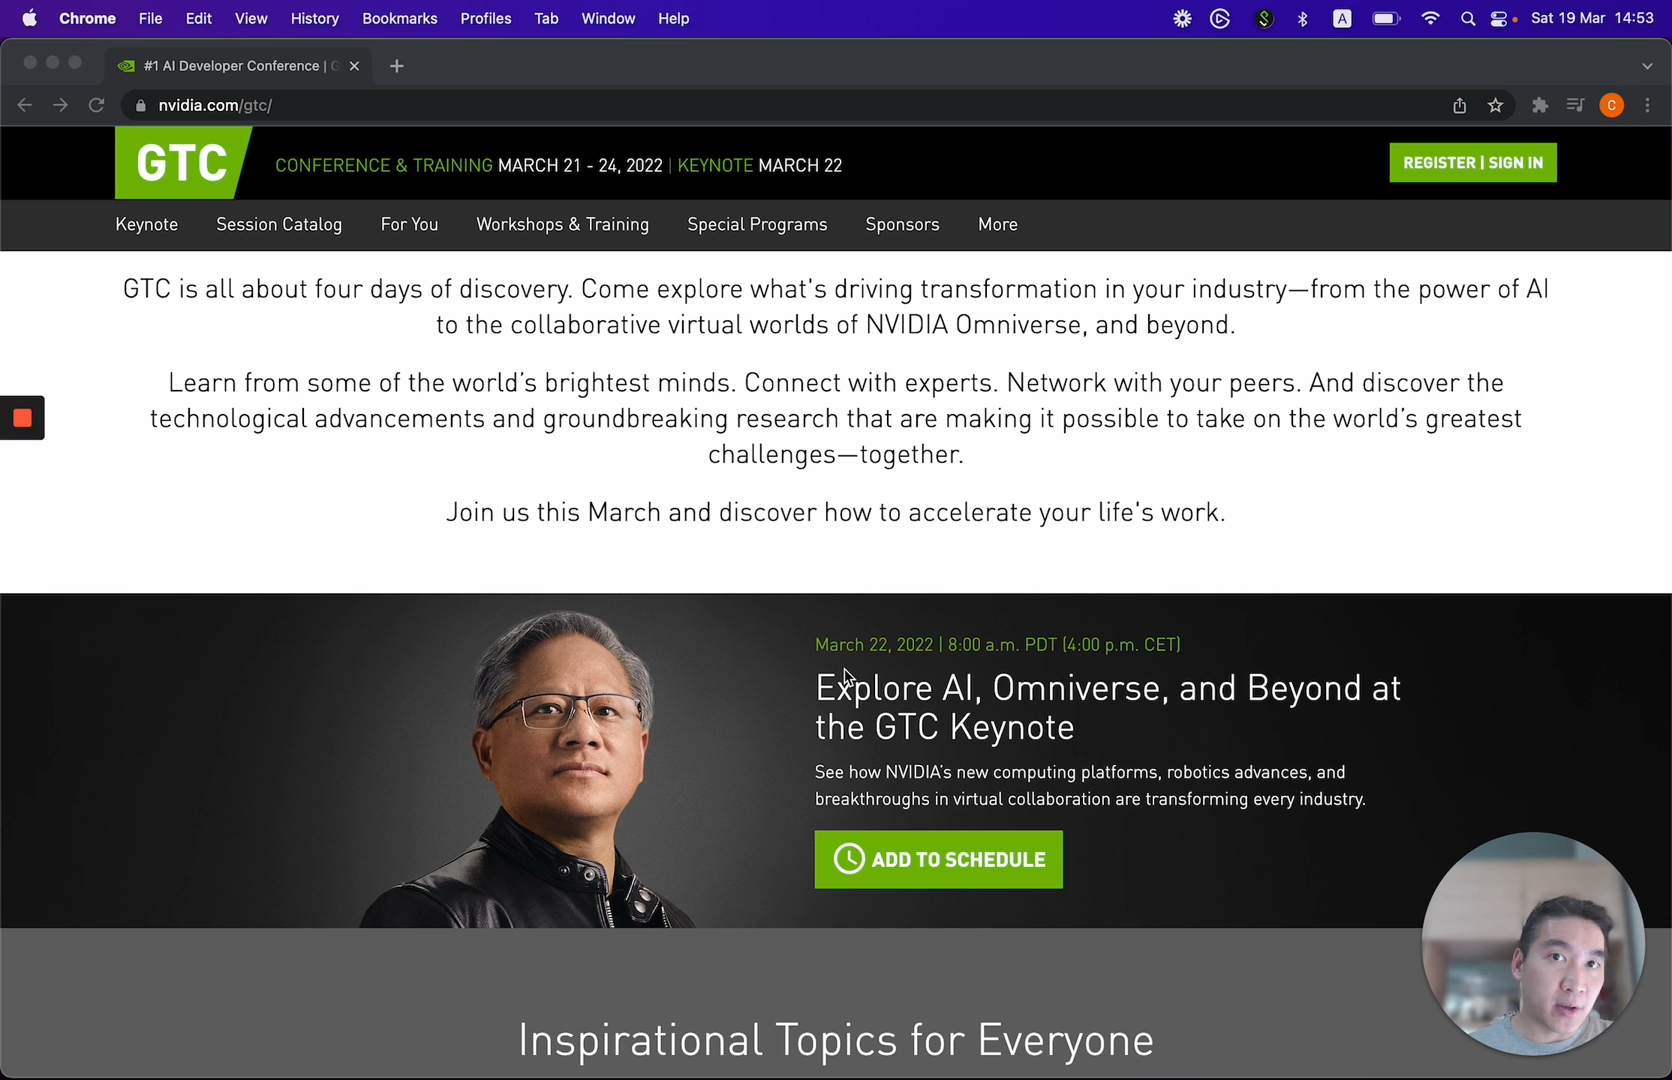 Chrome File Edit View History Bookmarks Profiles Tab Window Help A Sat 19 Mar 14:53
#1 AI Developer Conference | G
nvidia.com/gtc/ C
GTC CONFERENCE & TRAINING MARCH 21 - 24, 2022 | KEYNOTE MARCH 22 REGISTER | SIGN IN
Keynote Session Catalog For You Workshops & Training Special Programs Sponsors More
GTC is all about four days of discovery. Come explore what's driving transformation in your industry—from the power of AI
to the collaborative virtual worlds of NVIDIA Omniverse, and beyond.
Learn from some of the world’s brightest minds. Connect with experts. Network with your peers. And discover the
technological advancements and groundbreaking research that are making it possible to take on the world’s greatest
challenges—together.
Join us this March and discover how to accelerate your life's work.
March 22, 2022 | 8:00 a.m. PDT (4:00 p.m. CET)
Explore AI, Omniverse, and Beyond at
the GTC Keynote
See how NVIDIA’s new computing platforms, robotics advances, and
breakthroughs in virtual collaboration are transforming every industry.
ADD TO SCHEDULE
Inspirational Topics for Everyone